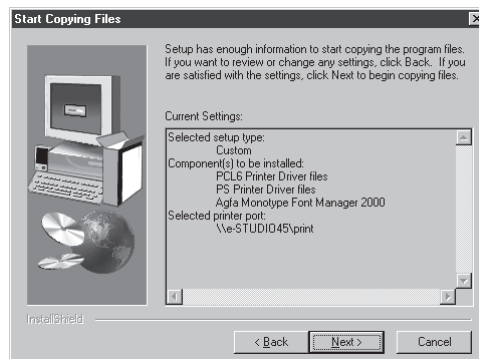 Start Copying Files
Setup has enough information to start copying the program files.
If you want to review or change any settings, click Back. If you
are satisfied with the settings, click Next to begin copying files.
Current Settings:
Selected setup type:
Custom
Component(s) to be installed:
PCL6 Printer Driver files
PS Printer Driver files
Agfa Monotype Font Manager 2000
Selected printer port:
\\e-STUDIO45\print
InstallShield
< Back
Next >
Cancel